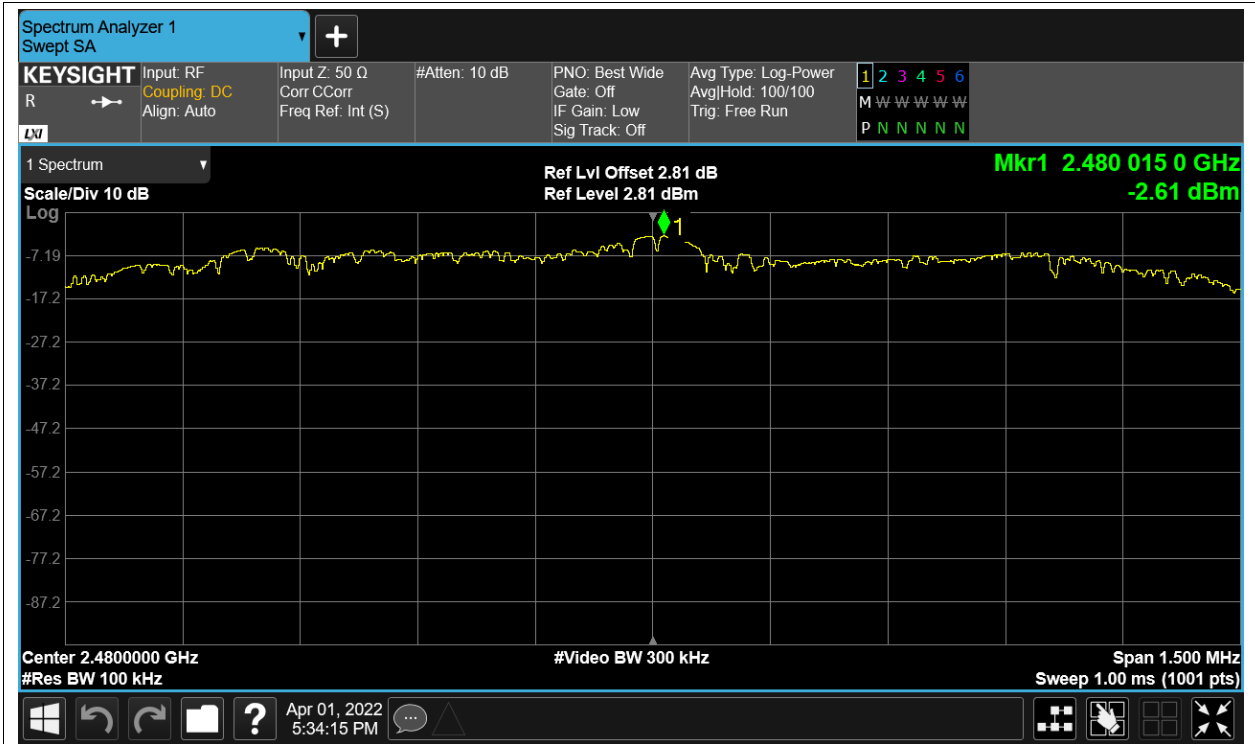 Spectrum Analyzer 1
Swept SA
KEYSIGHT
R
LXI
Input: RF
Coupling: DC
Align: Auto
Input Z: 50 Ω
Corr CCorr
Freq Ref: Int (S)
#Atten: 10 dB
PNO: Best Wide
Gate: Off
IF Gain: Low
Sig Track: Off
Avg Type: Log-Power
Avg|Hold: 100/100
Trig: Free Run
1 2 3 4 5 6
M W W W W W
P N N N N N
1 Spectrum
Scale/Div 10 dB
Ref Lvl Offset 2.81 dB
Ref Level 2.81 dBm
Mkr1 2.480 015 0 GHz
-2.61 dBm
Log
1
-7.19
-17.2
-27.2
-37.2
-47.2
-57.2
-67.2
-77.2
-87.2
Center 2.4800000 GHz
#Res BW 100 kHz
#Video BW 300 kHz
Span 1.500 MHz
Sweep 1.00 ms (1001 pts)
?
Apr 01, 2022
5:34:15 PM